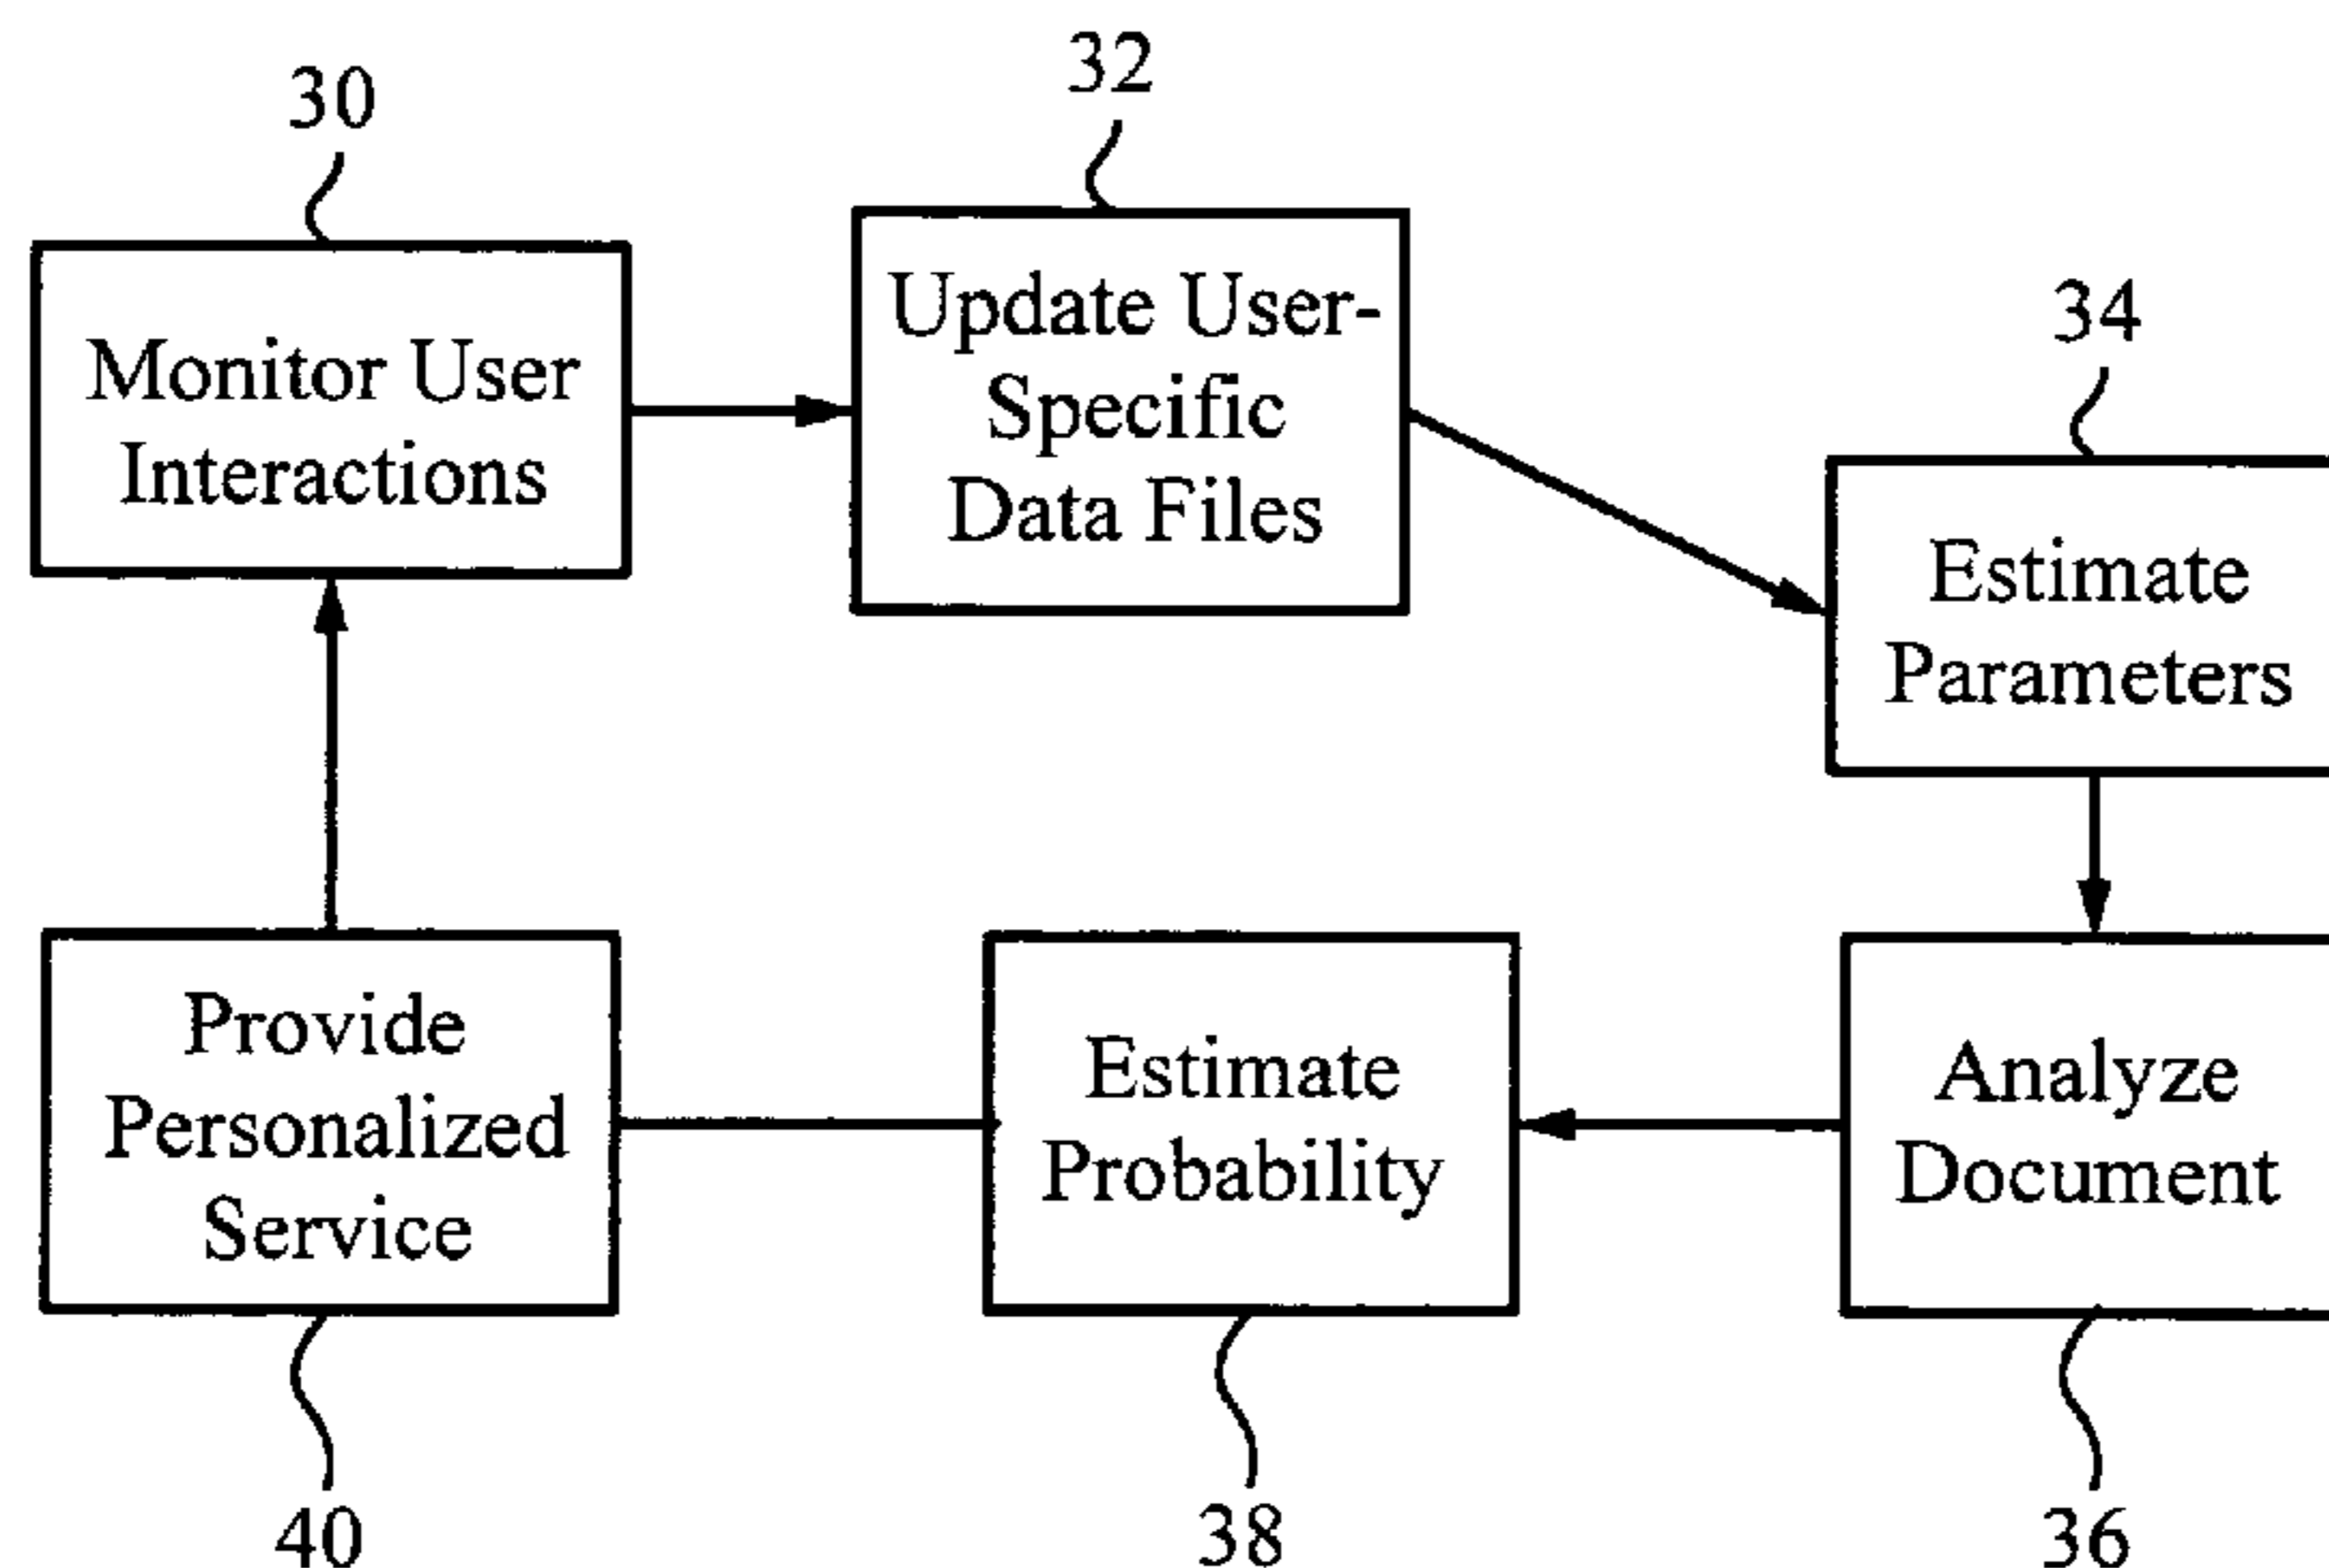 30
Monitor User
Interactions
32
Update User-
Specific
Data Files
34
Estimate
Parameters
Provide
Personalized
Service
40
Estimate
Probability
38
Analyze
Document
36